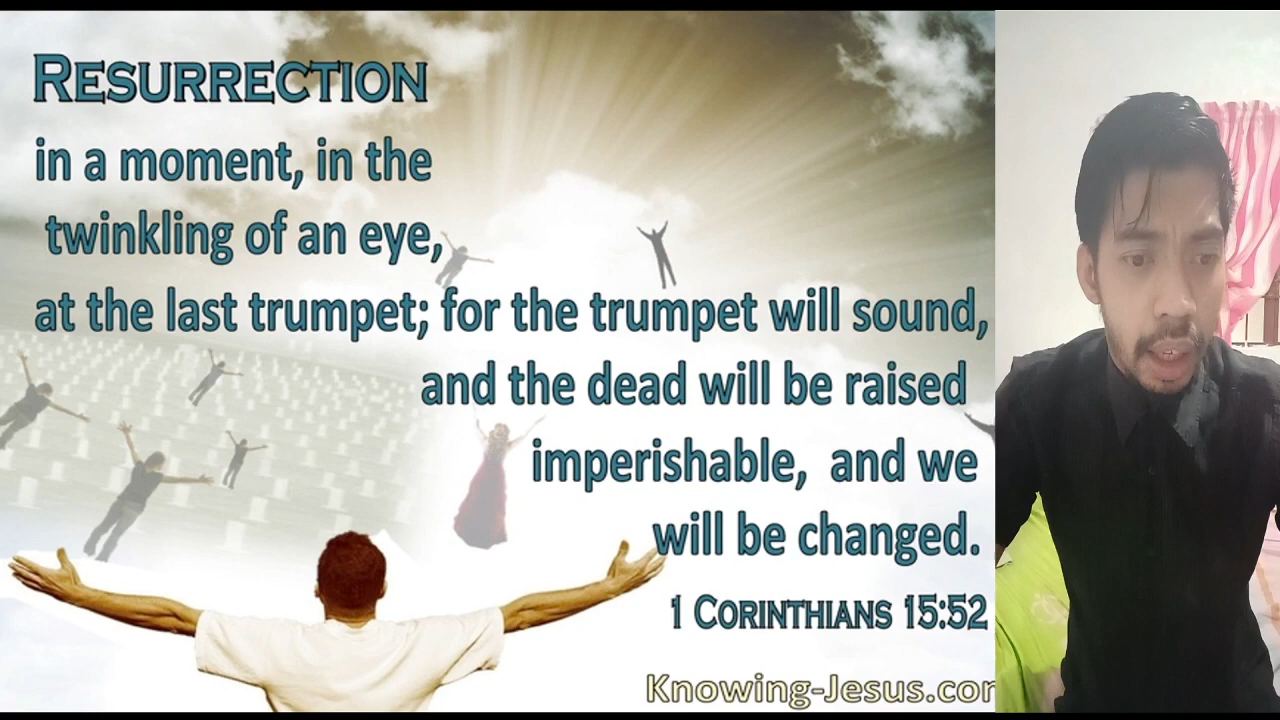 RESURRECTION
in a moment, in the
twinkling of an eye,
at the last trumpet; for the trumpet will sound,
and the dead will be raised
imperishable, and we
will be changed.
1 CORINTHIANS 15:52
Knowing-Jesus.com